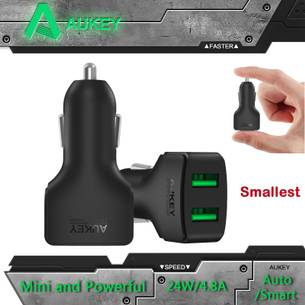 AUKEY
▲FASTER▲
Smallest
AUKEY
▼SPEED▼
AUKEY
Mini and Powerful
24W/4.8A
Auto
/Smart